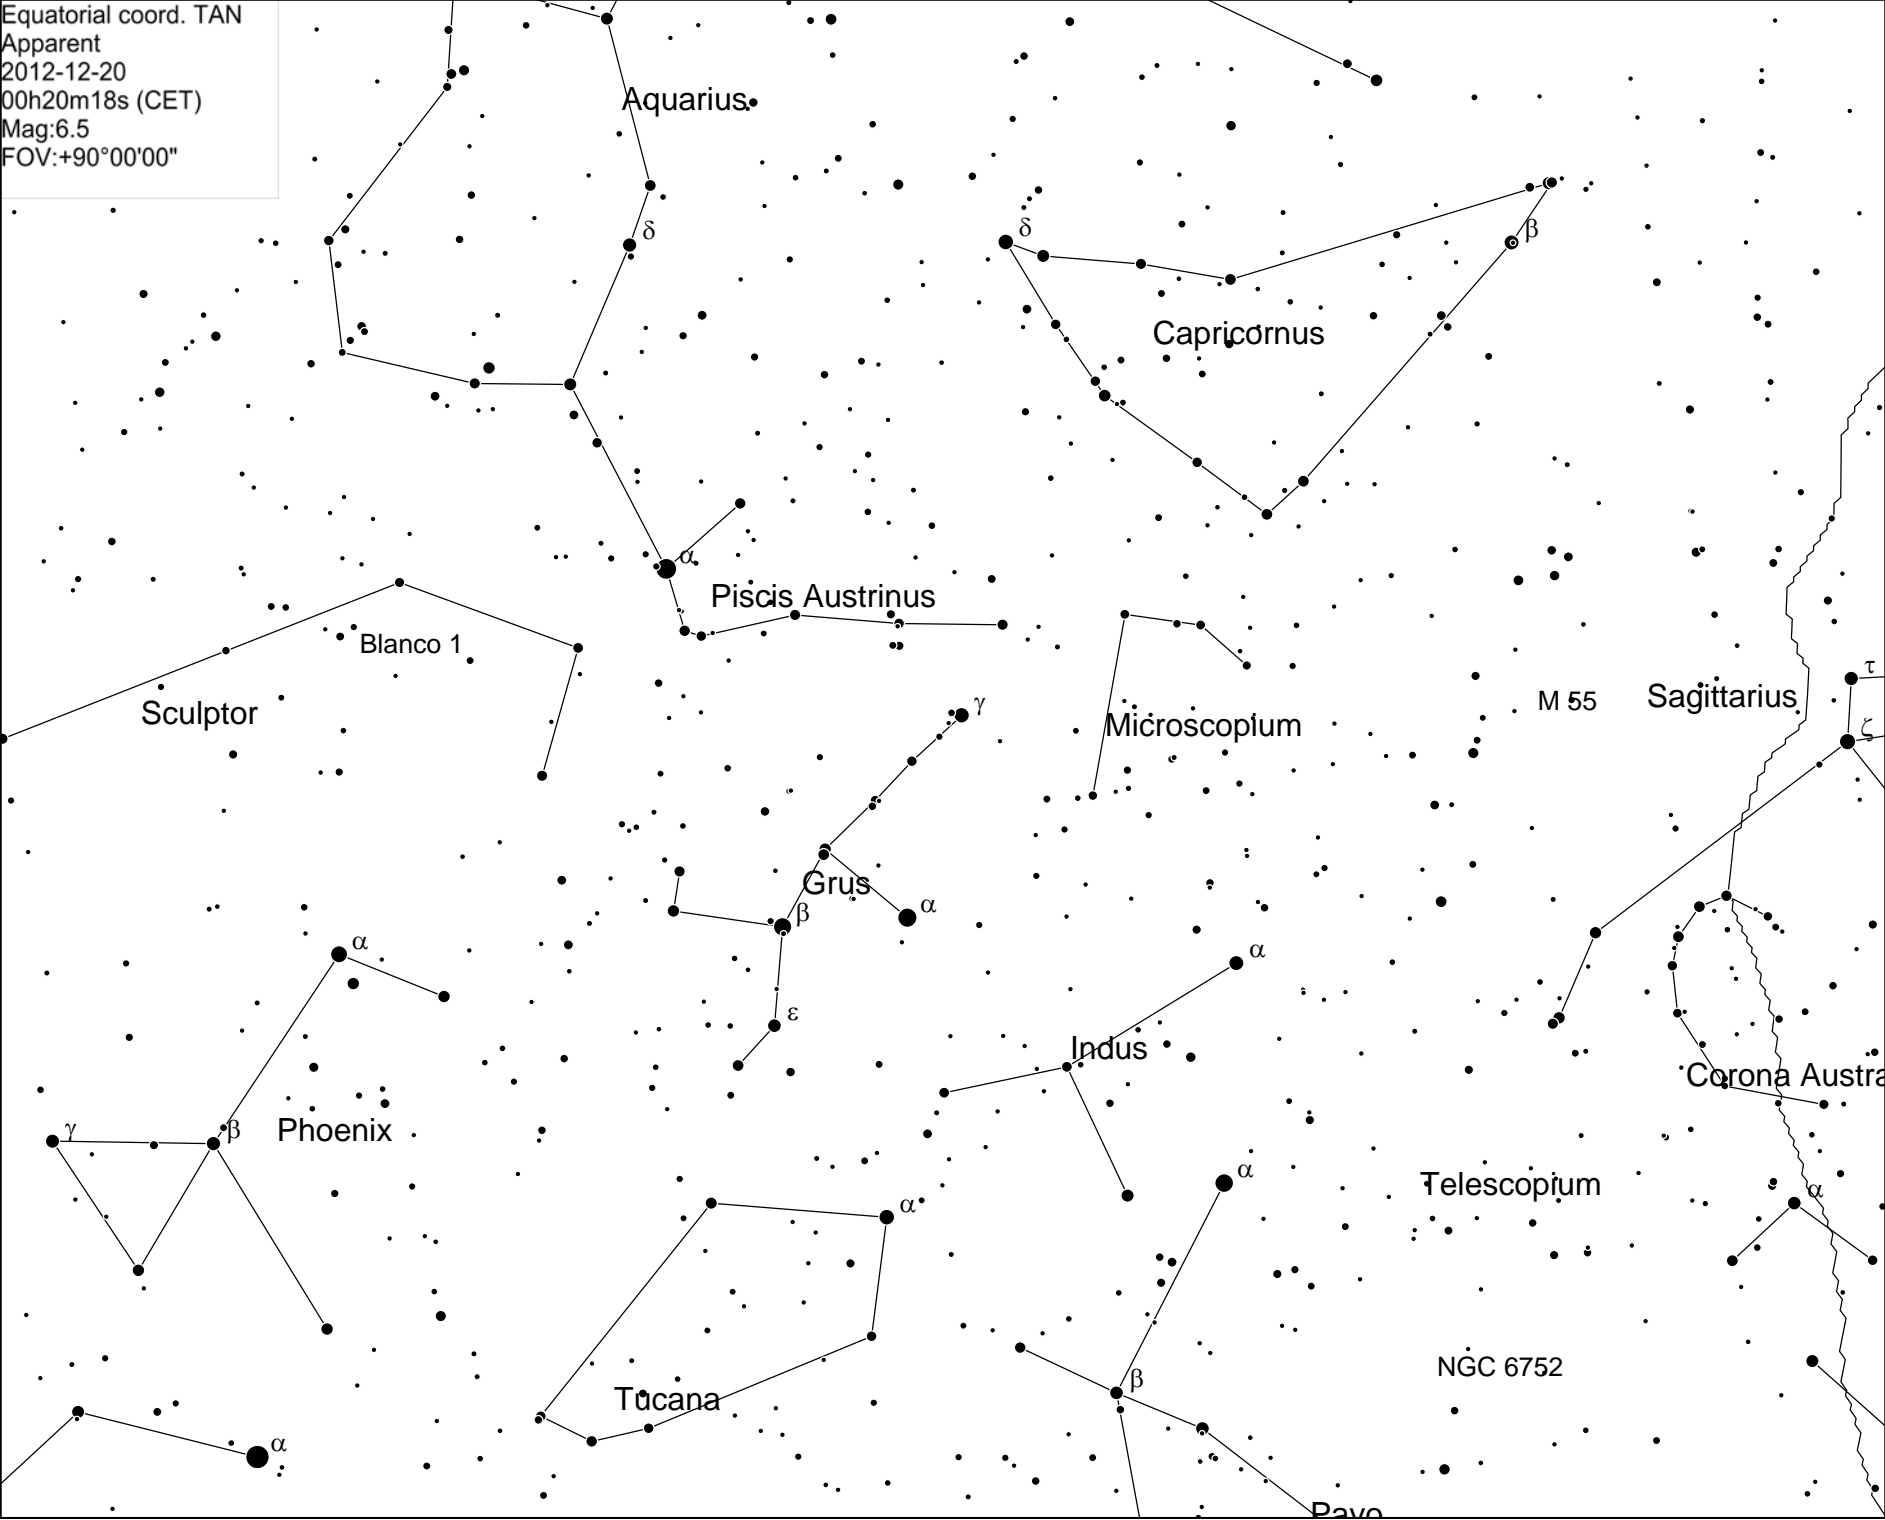 Equatorial coord. TAN
Apparent
2012-12-20
00h20m18s (CET)
Mag:6.5
FOV:+90°00'00"
Aquarius
δ
δ
β
Capricornus
α
Piscis Austrinus
Blanco 1
Sculptor
γ
Microscopium
M 55
Sagittarius
τ
ζ
Grus
α
β
α
α
ε
Indus
Corona Austra
Phoenix
γ
β
α
α
Telescopium
α
Tucana
β
NGC 6752
α
Pavo